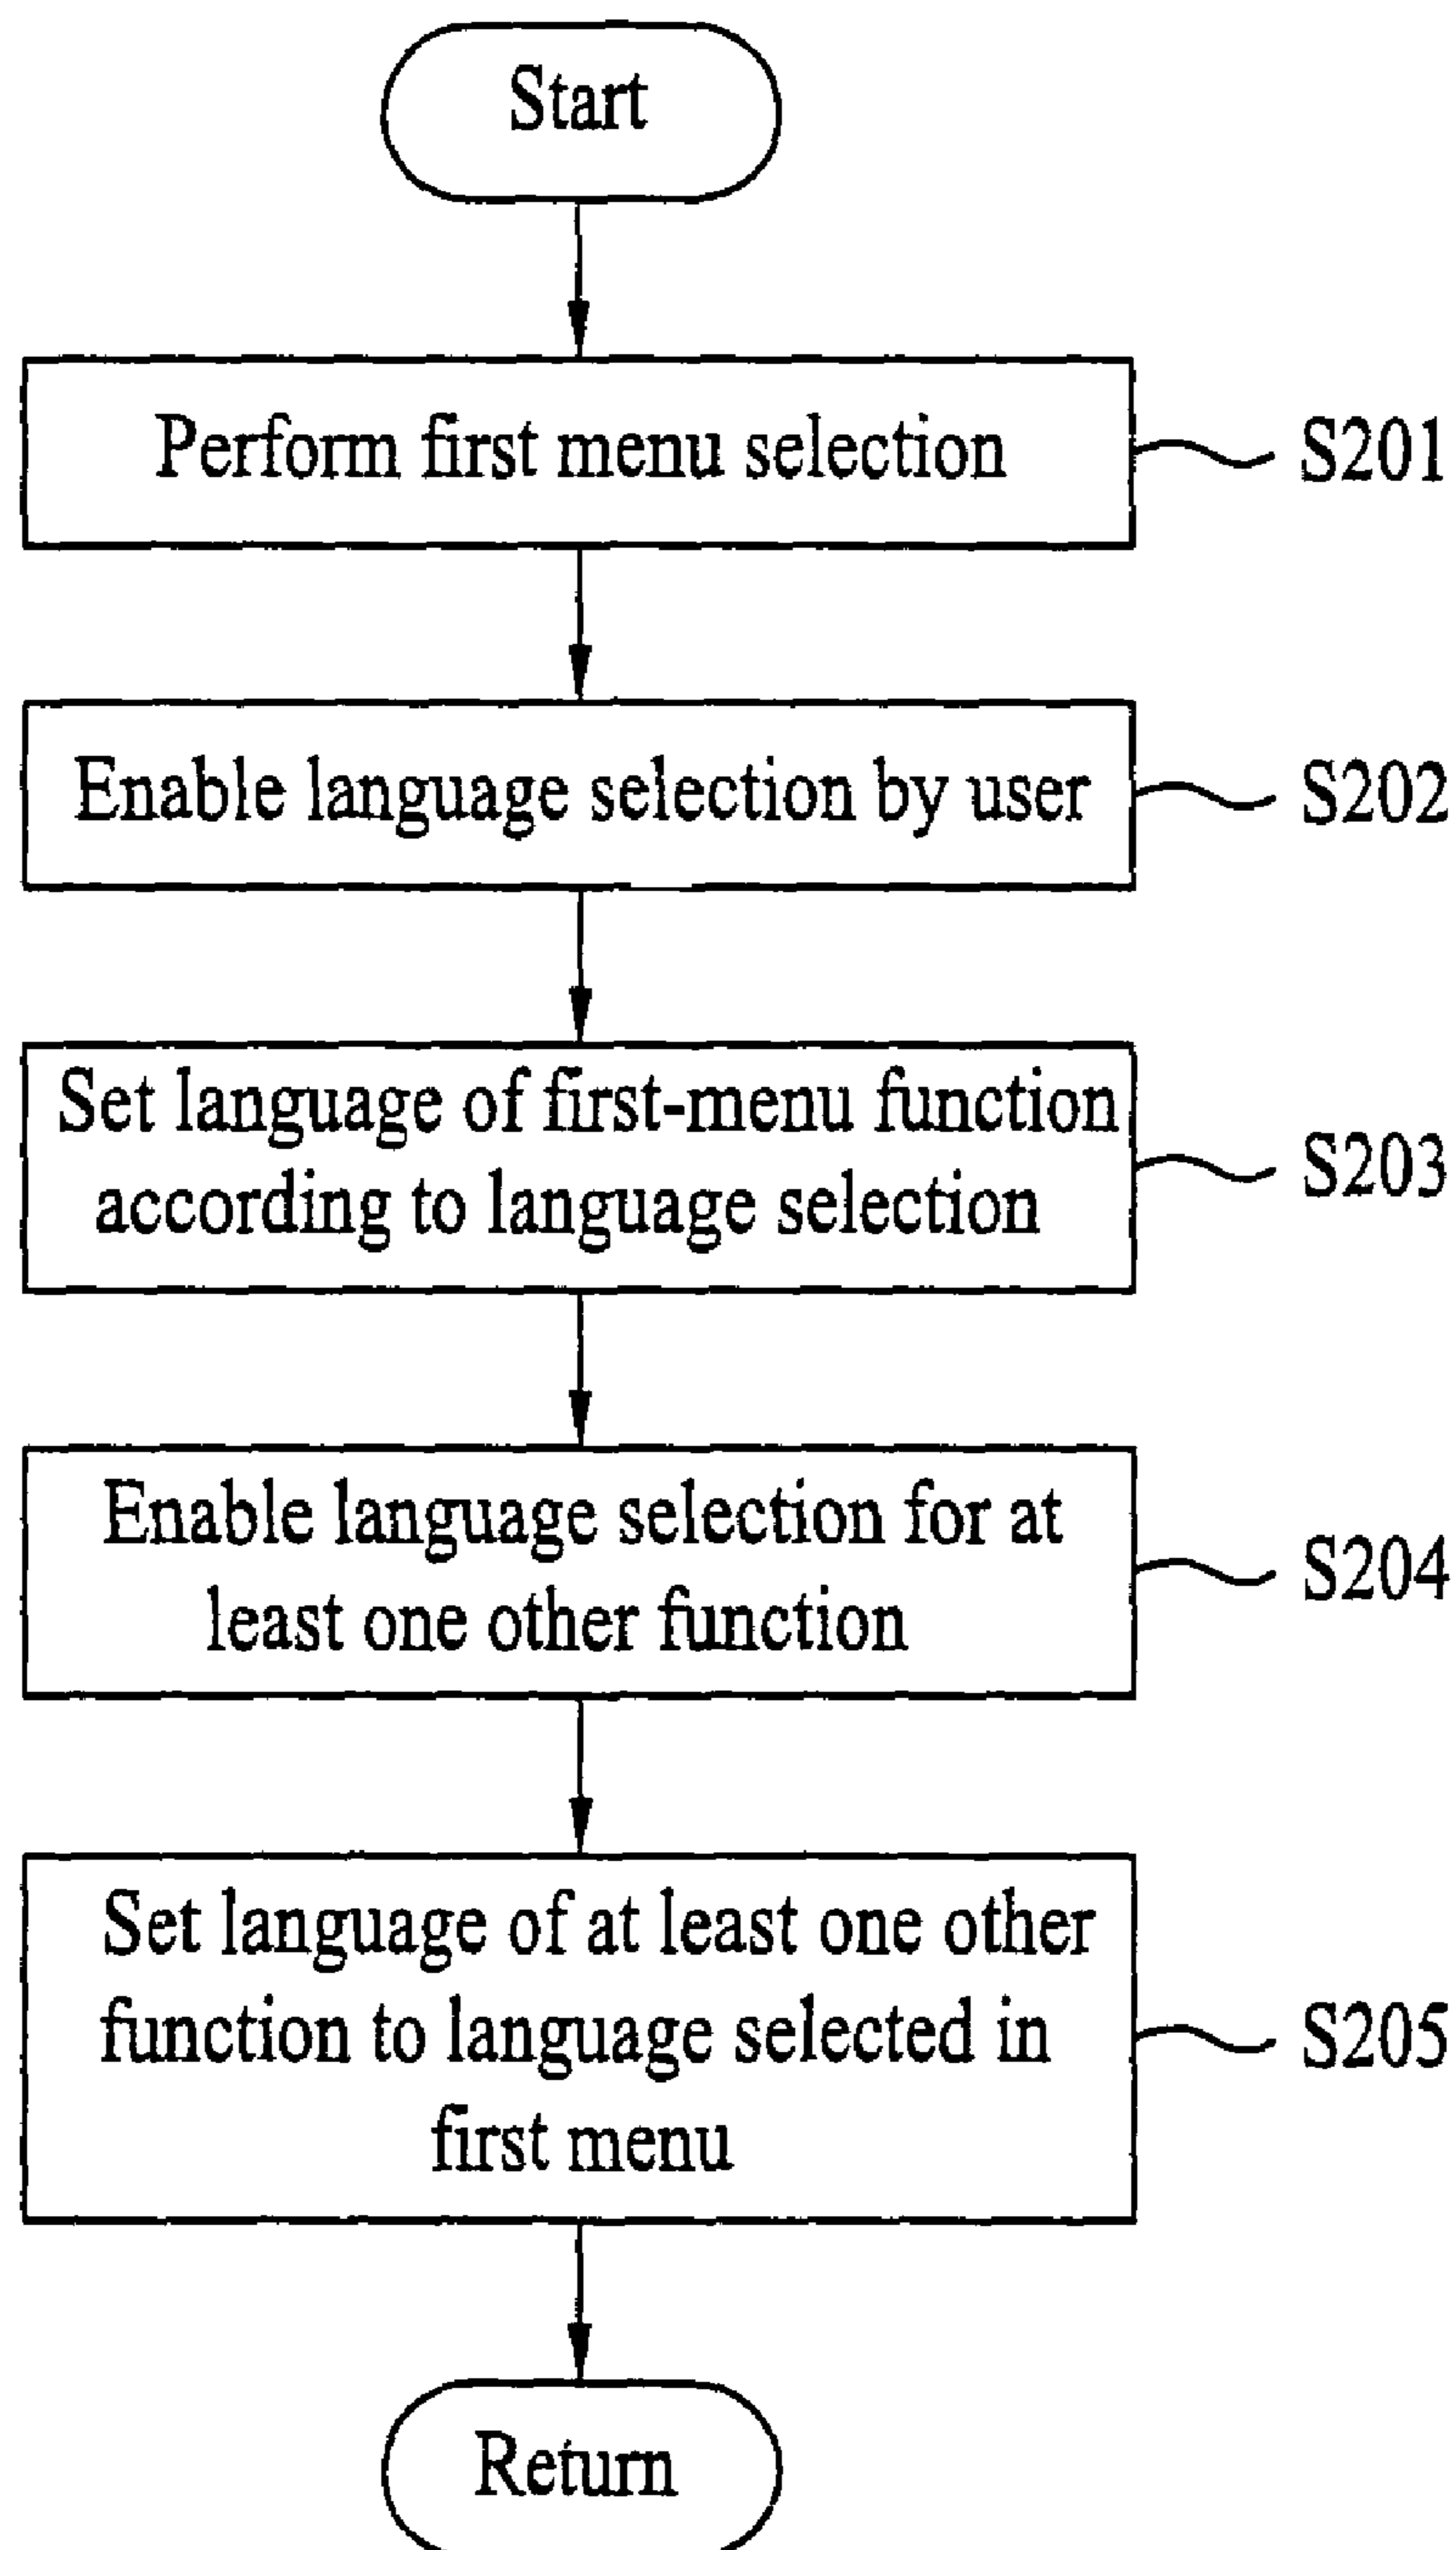 Start
Perform first menu selection
S201
Enable language selection by user
S202
Set language of first-menu function
according to language selection
S203
Enable language selection for at
least one other function
S204
Set language of at least one other
function to language selected in
first menu
S205
Return